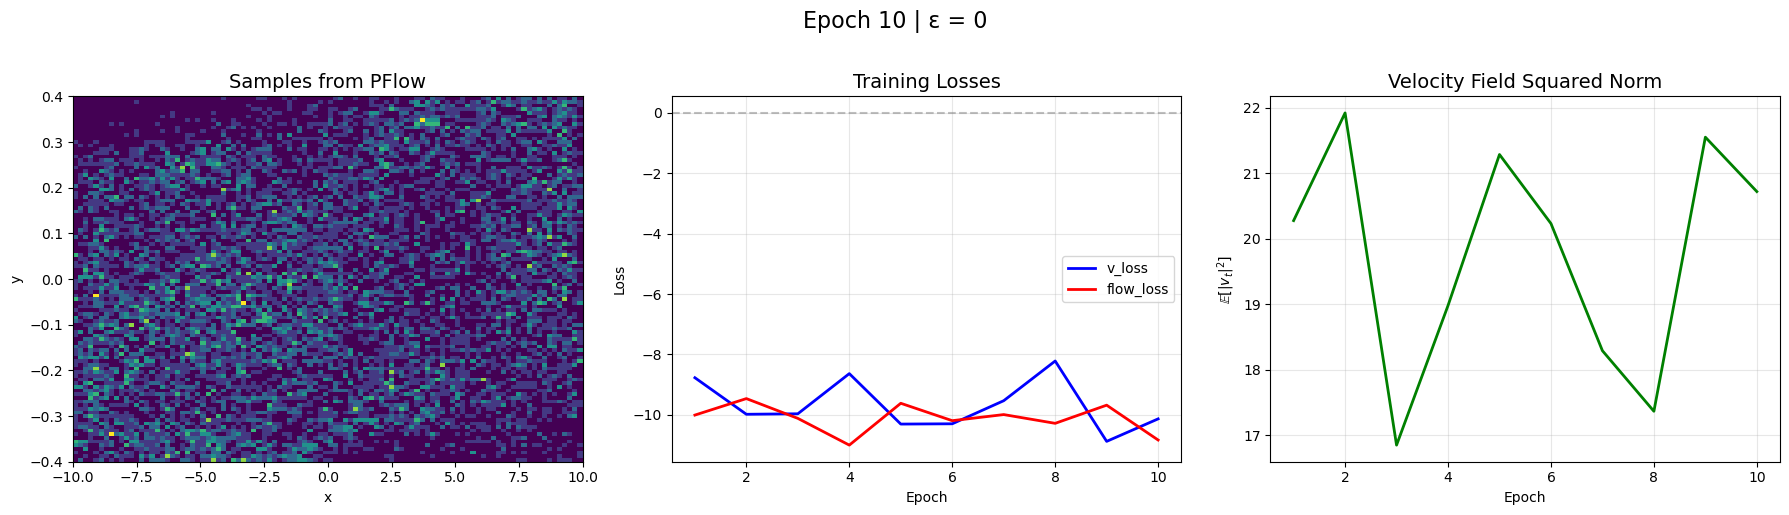 Epoch 10 | ε = 0
Samples from PFlow
0.4
0.3
0.2
0.1
0.0
−0.1
−0.2
−0.3
−0.4
y
−10.0 −7.5 −5.0 −2.5 0.0 2.5 5.0 7.5 10.0
x
Training Losses
0
−2
−4
−6
−8
−10
Loss
v_loss
flow_loss
2 4 6 8 10
Epoch
Velocity Field Squared Norm
22
21
20
19
18
17
𝔼[|v_t|²]
2 4 6 8 10
Epoch